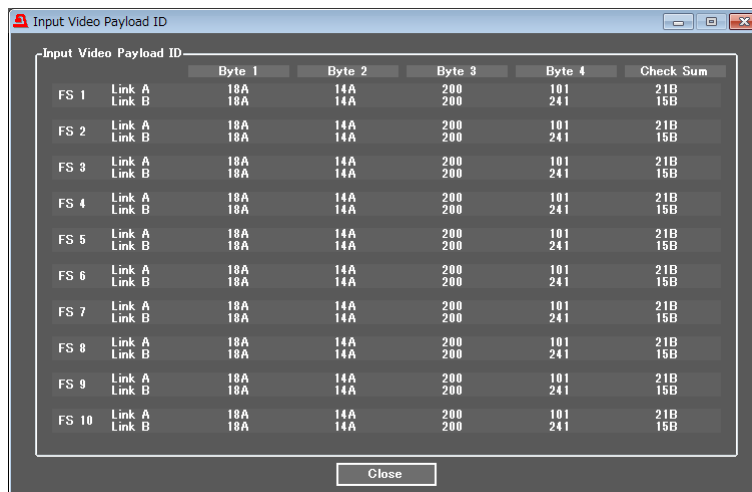 Input Video Payload ID
Input Video Payload ID
Byte 1 Byte 2 Byte 3 Byte 4 Check Sum
FS 1 Link A 18A 14A 200 101 21B
Link B 18A 14A 200 241 15B
FS 2 Link A 18A 14A 200 101 21B
Link B 18A 14A 200 241 15B
FS 3 Link A 18A 14A 200 101 21B
Link B 18A 14A 200 241 15B
FS 4 Link A 18A 14A 200 101 21B
Link B 18A 14A 200 241 15B
FS 5 Link A 18A 14A 200 101 21B
Link B 18A 14A 200 241 15B
FS 6 Link A 18A 14A 200 101 21B
Link B 18A 14A 200 241 15B
FS 7 Link A 18A 14A 200 101 21B
Link B 18A 14A 200 241 15B
FS 8 Link A 18A 14A 200 101 21B
Link B 18A 14A 200 241 15B
FS 9 Link A 18A 14A 200 101 21B
Link B 18A 14A 200 241 15B
FS 10 Link A 18A 14A 200 101 21B
Link B 18A 14A 200 241 15B
Close